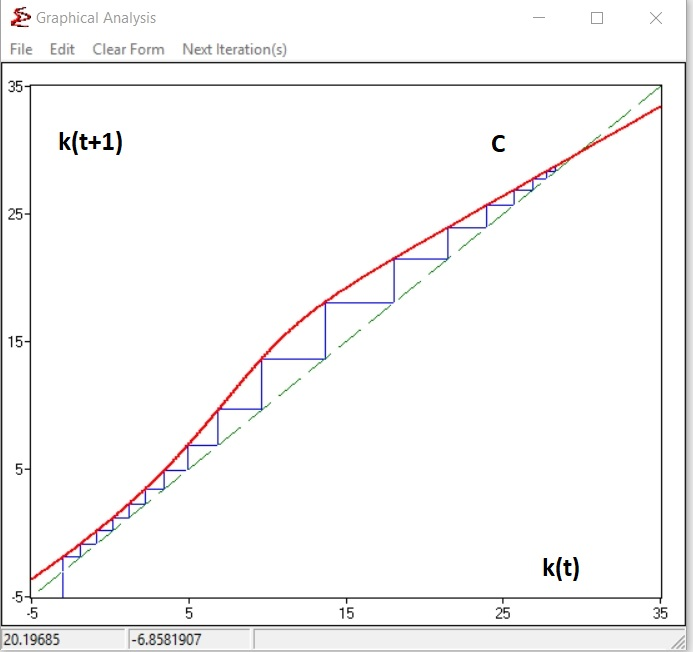 Graphical Analysis
File Edit Clear Form Next Iteration(s)
35
k(t+1)
C
25
15
5
k(t)
-5
-5 5 15 25 35
20.19685 -6.8581907